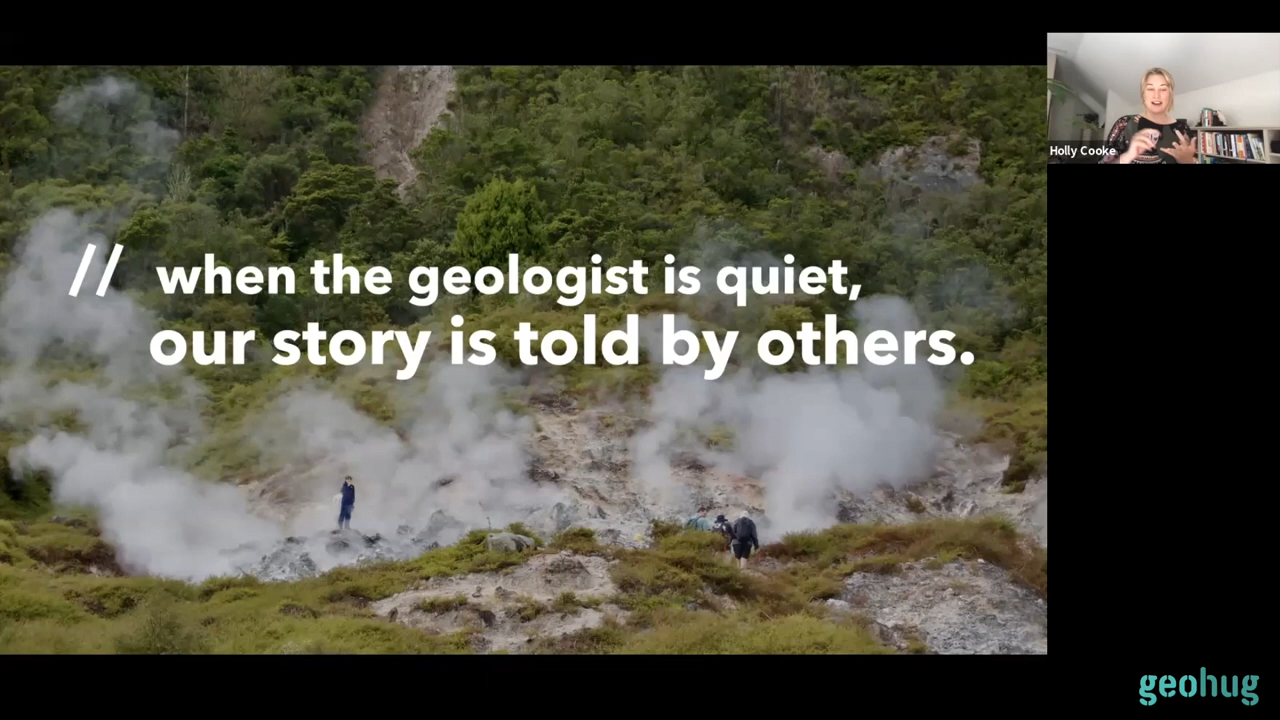 // when the geologist is quiet,
our story is told by others.
Holly Cooke
geohug